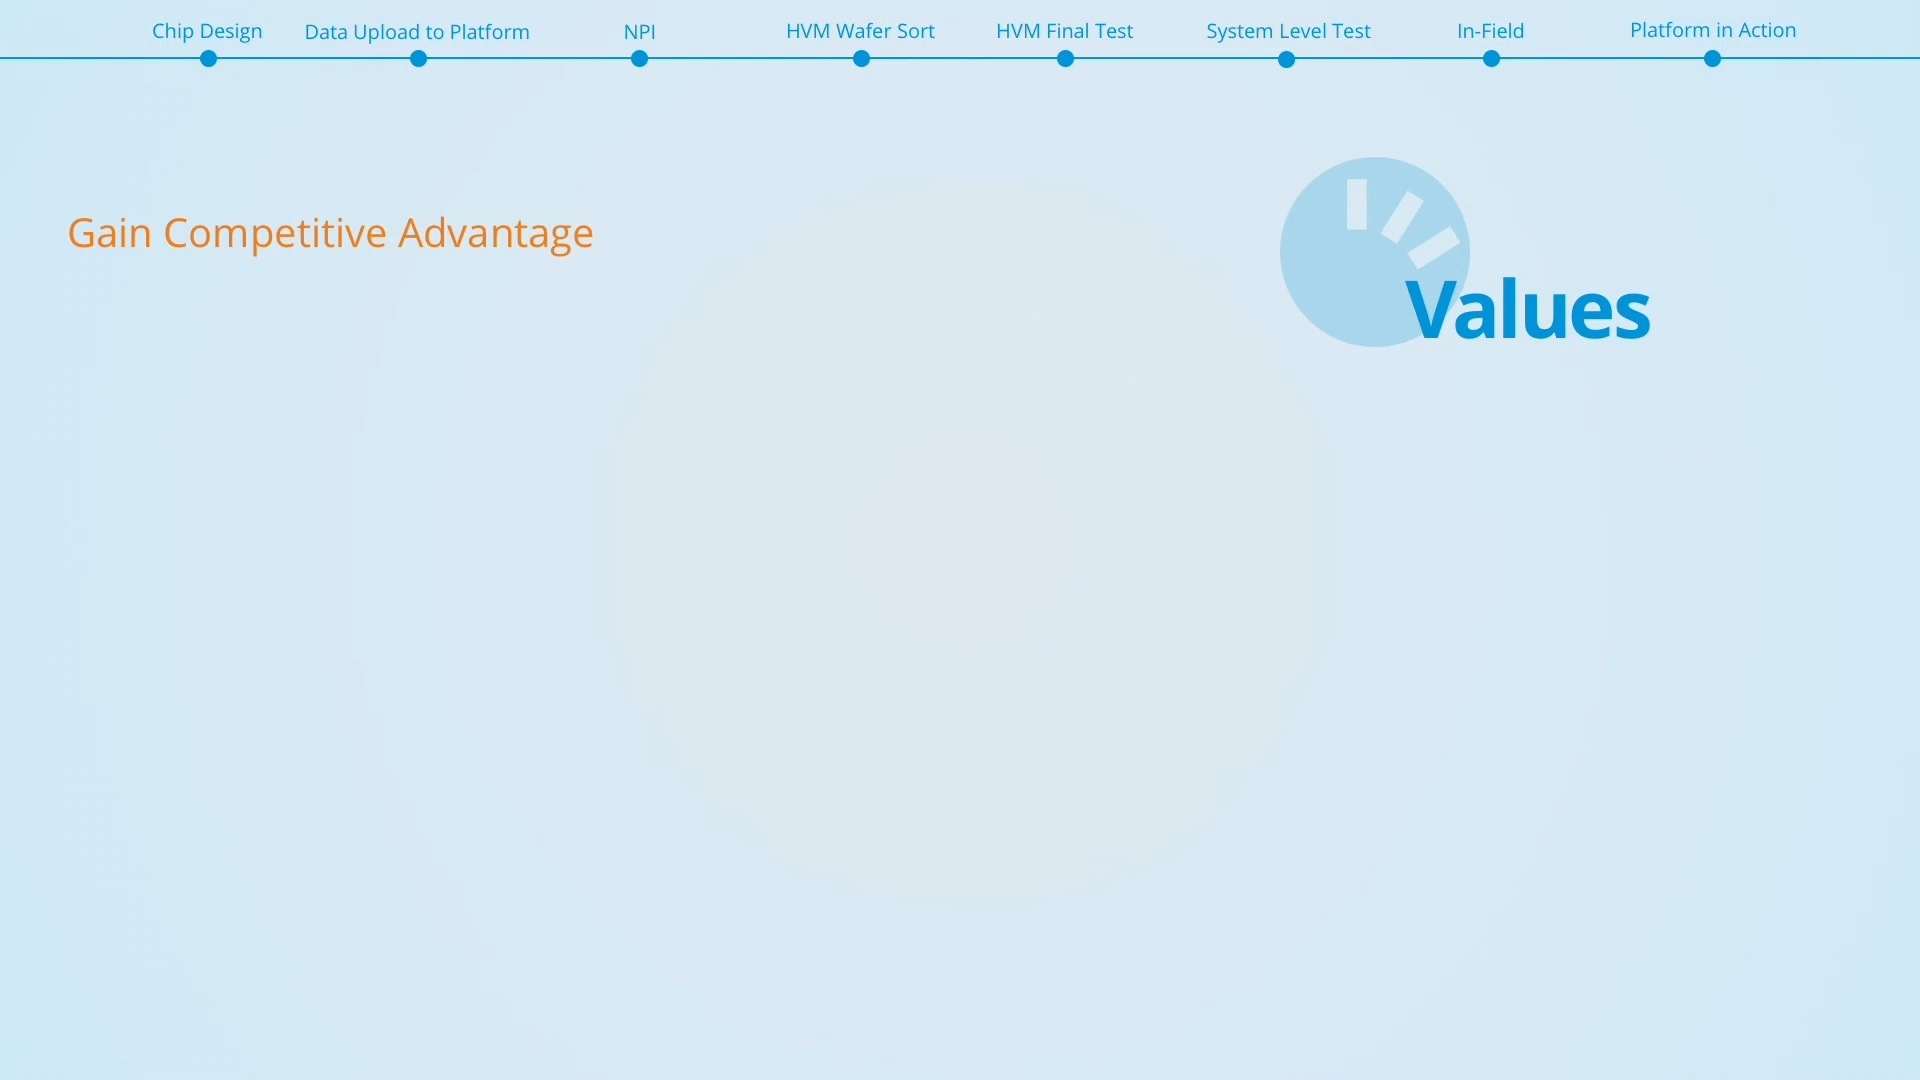 Chip Design
Data Upload to Platform
NPI
HVM Wafer Sort
HVM Final Test
System Level Test
In-Field
Platform in Action
Gain Competitive Advantage
Values